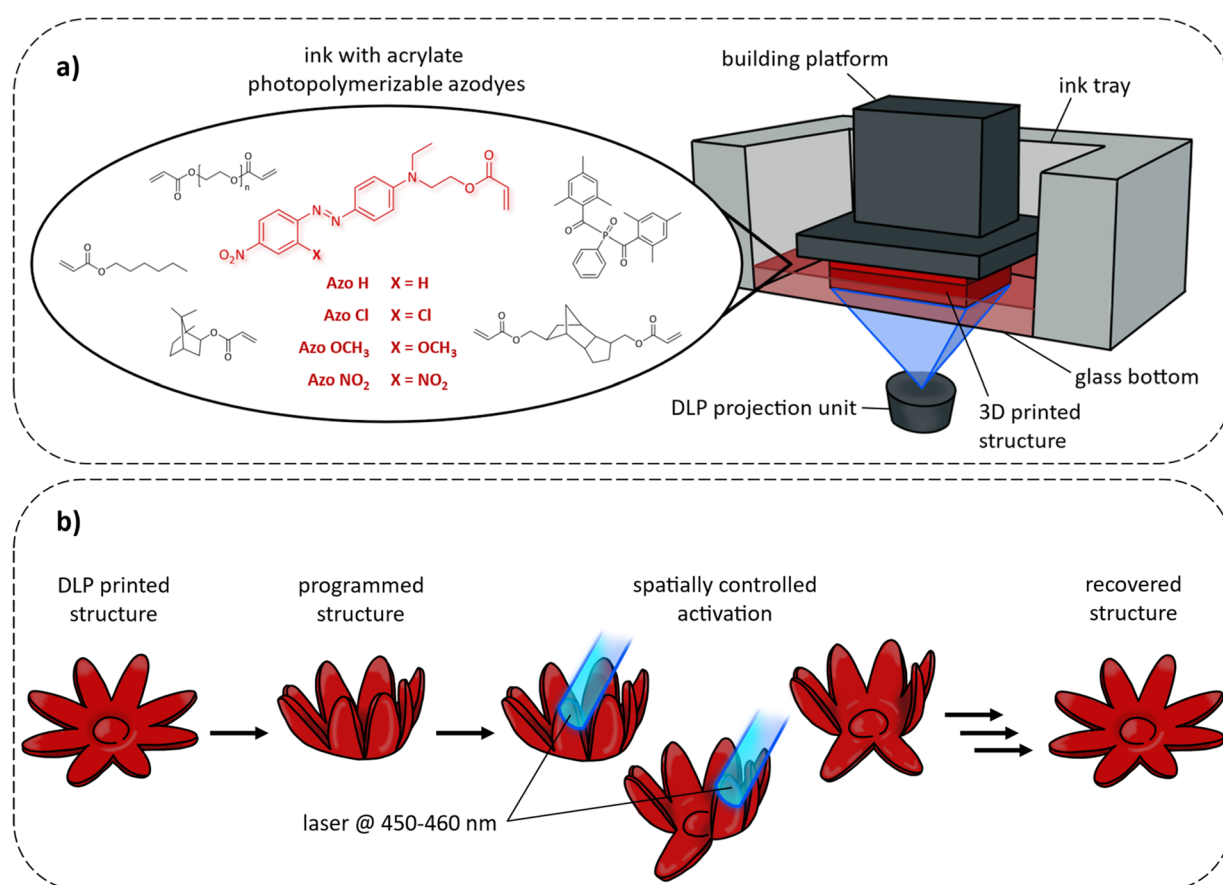 a)
ink with acrylate
photopolymerizable azodyes
building platform
ink tray
O
O
O
n
O
O
N
O
O
N=N
O₂N
X
O
O
P
O
O
O
O
Azo H X = H
Azo Cl X = Cl
Azo OCH₃ X = OCH₃
Azo NO₂ X = NO₂
O
O
O
O
O
O
glass bottom
DLP projection unit
3D printed
structure
b)
DLP printed
structure
programmed
structure
spatially controlled
activation
recovered
structure
laser @ 450-460 nm